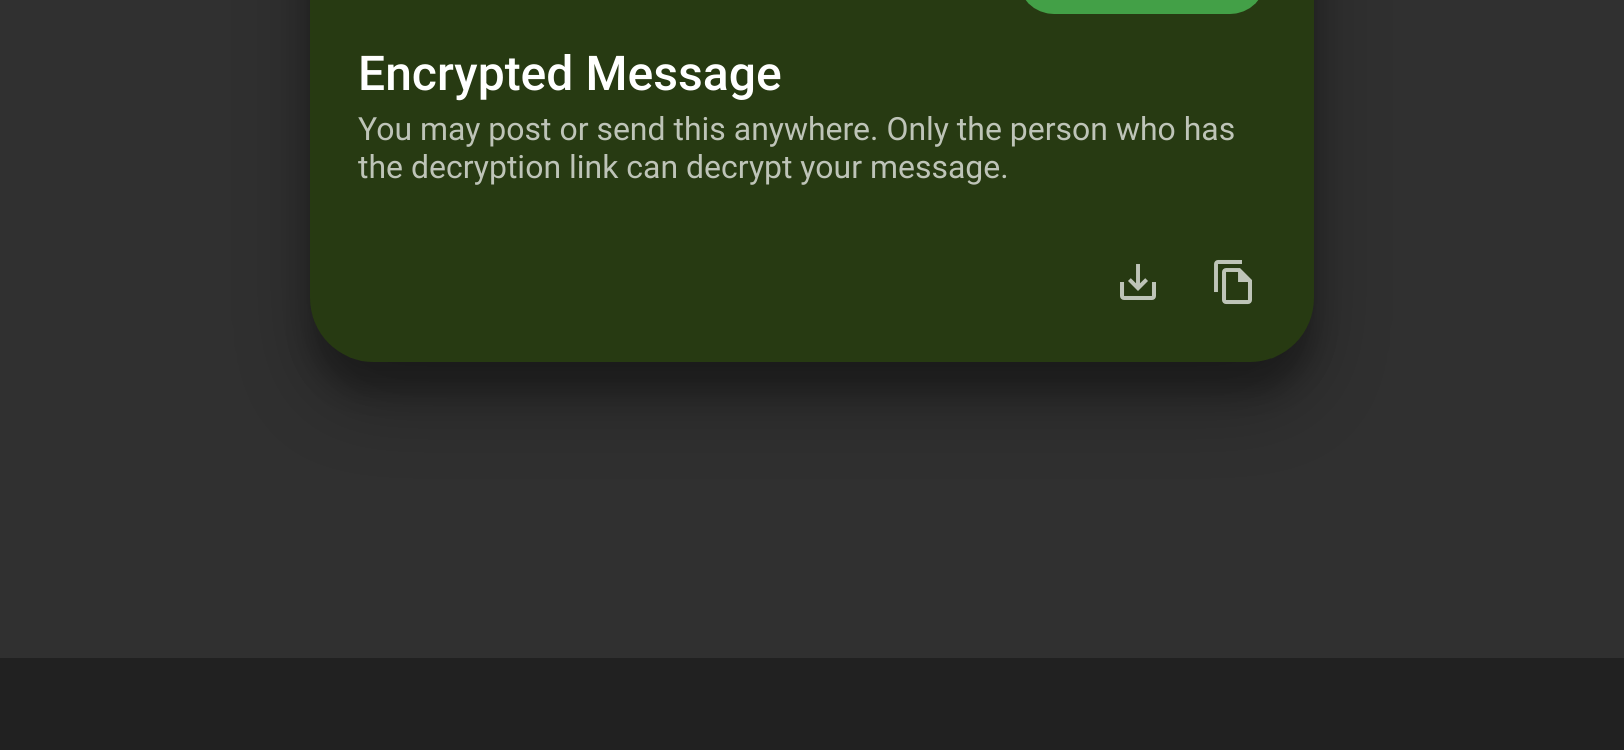 Encrypted Message
You may post or send this anywhere. Only the person who has
the decryption link can decrypt your message.